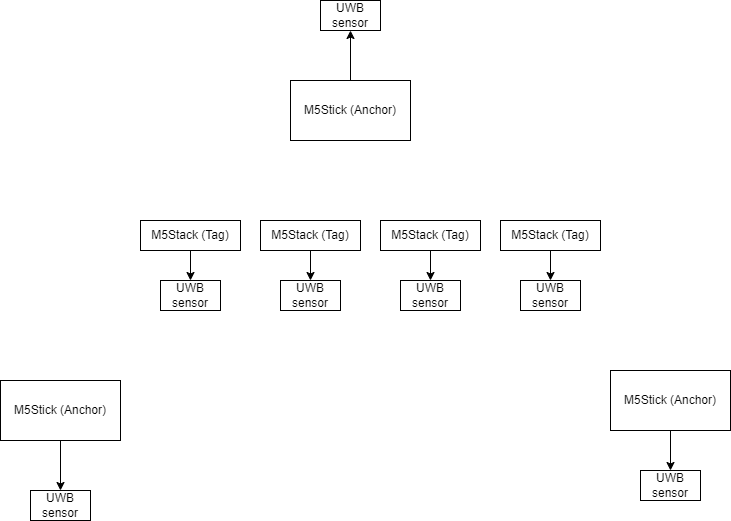 UWB
sensor
M5Stick (Anchor)
M5Stack (Tag)
M5Stack (Tag)
M5Stack (Tag)
M5Stack (Tag)
UWB
sensor
UWB
sensor
UWB
sensor
UWB
sensor
M5Stick (Anchor)
M5Stick (Anchor)
UWB
sensor
UWB
sensor